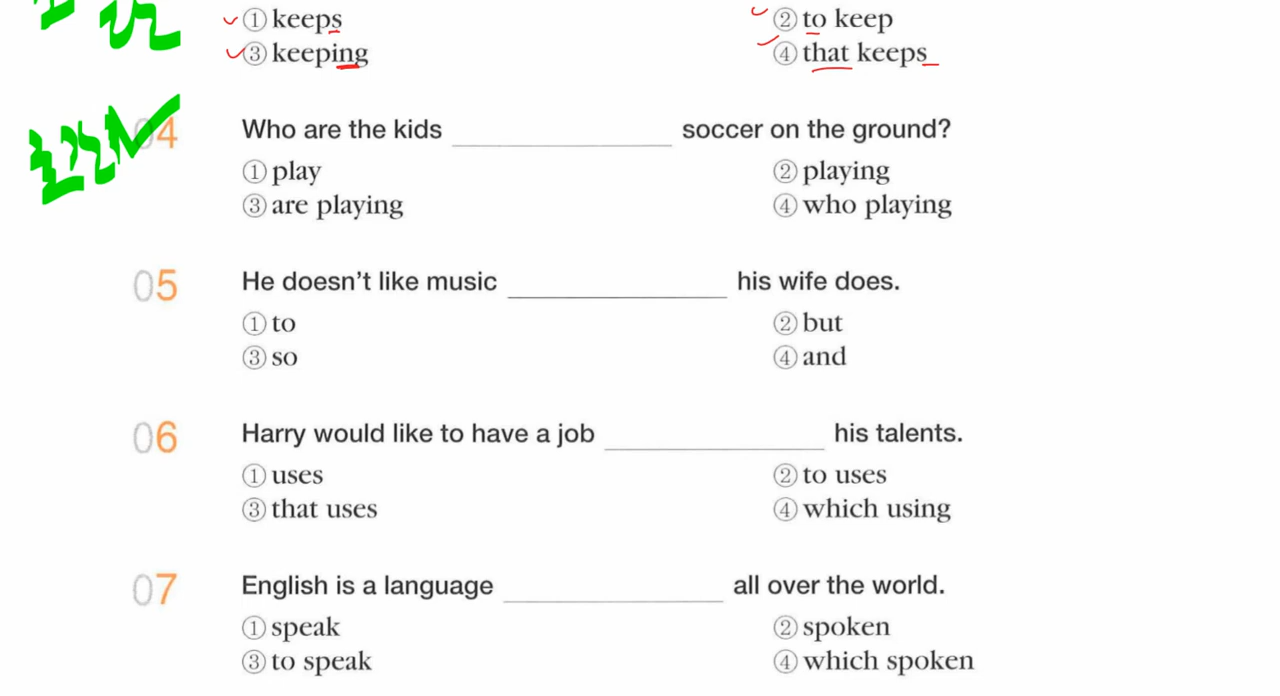 ① keeps ② to keep
③ keeping ④ that keeps
04 Who are the kids ____________ soccer on the ground?
① play ② playing
③ are playing ④ who playing
05 He doesn't like music ____________ his wife does.
① to ② but
③ so ④ and
06 Harry would like to have a job ____________ his talents.
① uses ② to uses
③ that uses ④ which using
07 English is a language ____________ all over the world.
① speak ② spoken
③ to speak ④ which spoken